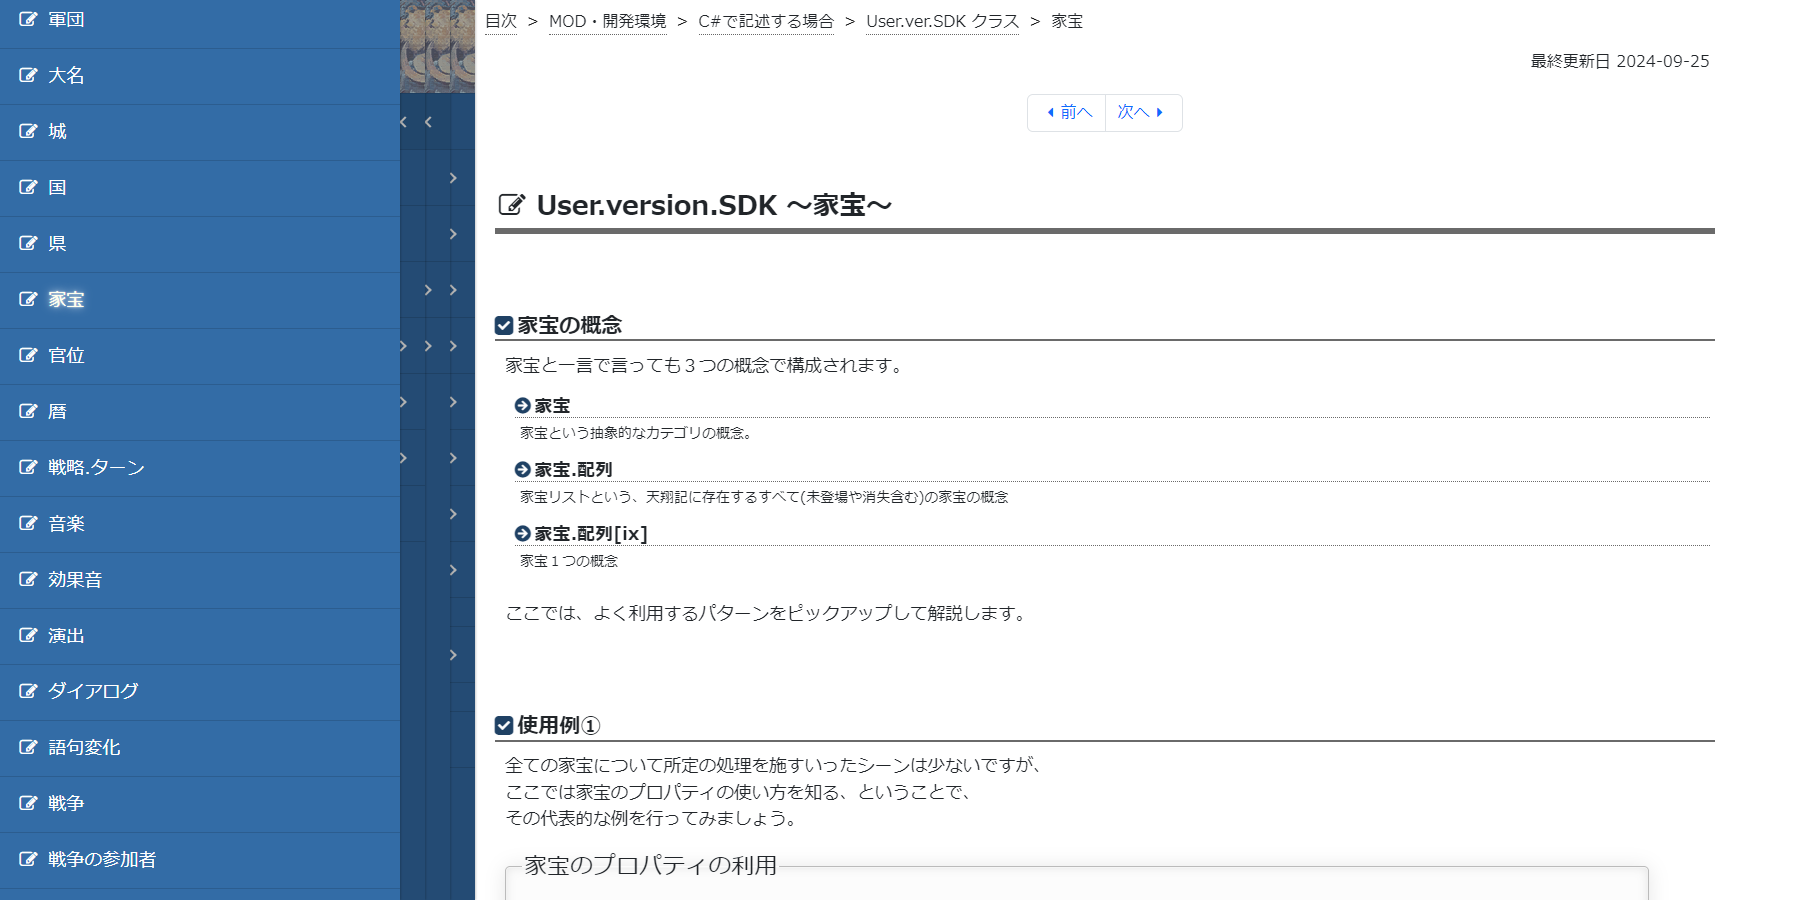 軍団
大名
城
国
県
家宝
官位
暦
戦略.ターン
音楽
効果音
演出
ダイアログ
語句変化
戦争
戦争の参加者
目次 > MOD・開発環境 > C#で記述する場合 > User.ver.SDK クラス > 家宝
最終更新日 2024-09-25
前へ 次へ
User.version.SDK ～家宝～
家宝の概念
家宝と一言で言っても３つの概念で構成されます。
家宝
家宝という抽象的なカテゴリの概念。
家宝.配列
家宝リストという、天翔記に存在するすべて(未登場や消失含む)の家宝の概念
家宝.配列[ix]
家宝１つの概念
ここでは、よく利用するパターンをピックアップして解説します。
使用例①
全ての家宝について所定の処理を施すいったシーンは少ないですが、
ここでは家宝のプロパティの使い方を知る、ということで、
その代表的な例を行ってみましょう。
家宝のプロパティの利用